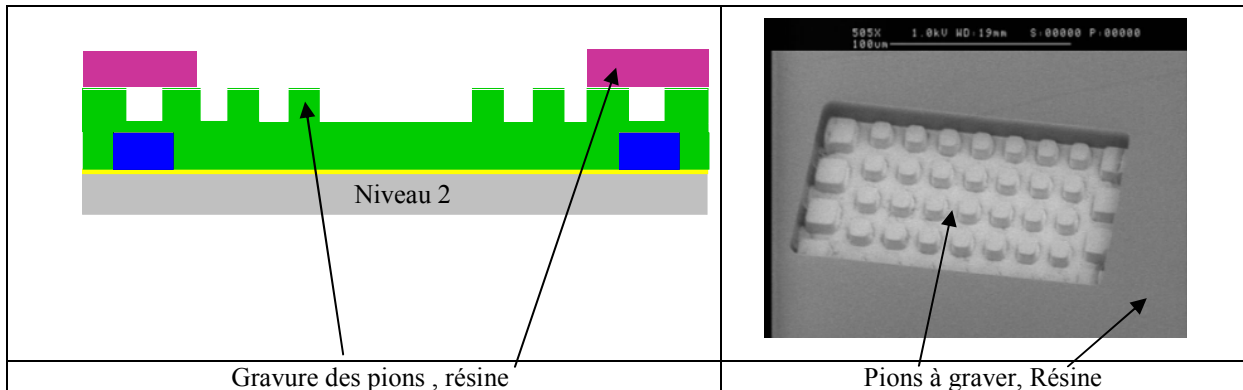 505X 1.0kV WD:19mm S:00000 P:00000
100um
Niveau 2
Gravure des pions , résine
Pions à graver, Résine